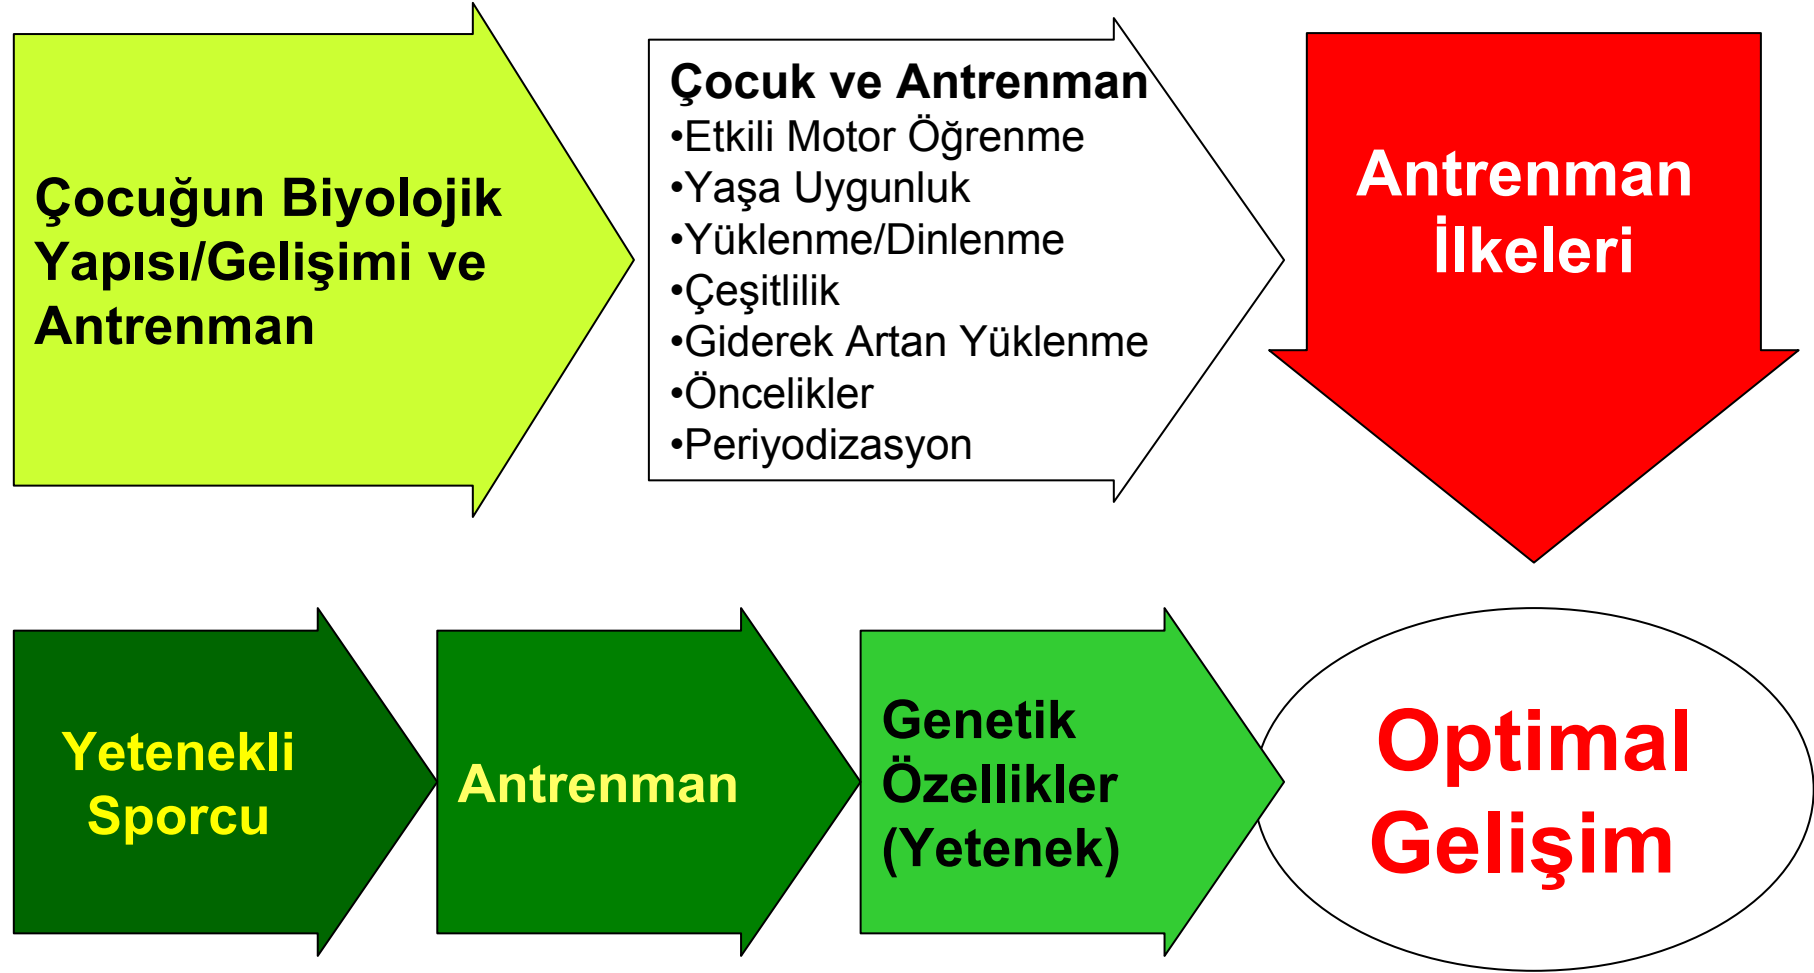 Çocuğun Biyolojik
Yapısı/Gelişimi ve
Antrenman
Çocuk ve Antrenman
•Etkili Motor Öğrenme
•Yaşa Uygunluk
•Yüklenme/Dinlenme
•Çeşitlilik
•Giderek Artan Yüklenme
•Öncelikler
•Periyodizasyon
Antrenman
İlkeleri
Yetenekli
Sporcu
Antrenman
Genetik
Özellikler
(Yetenek)
Optimal
Gelişim